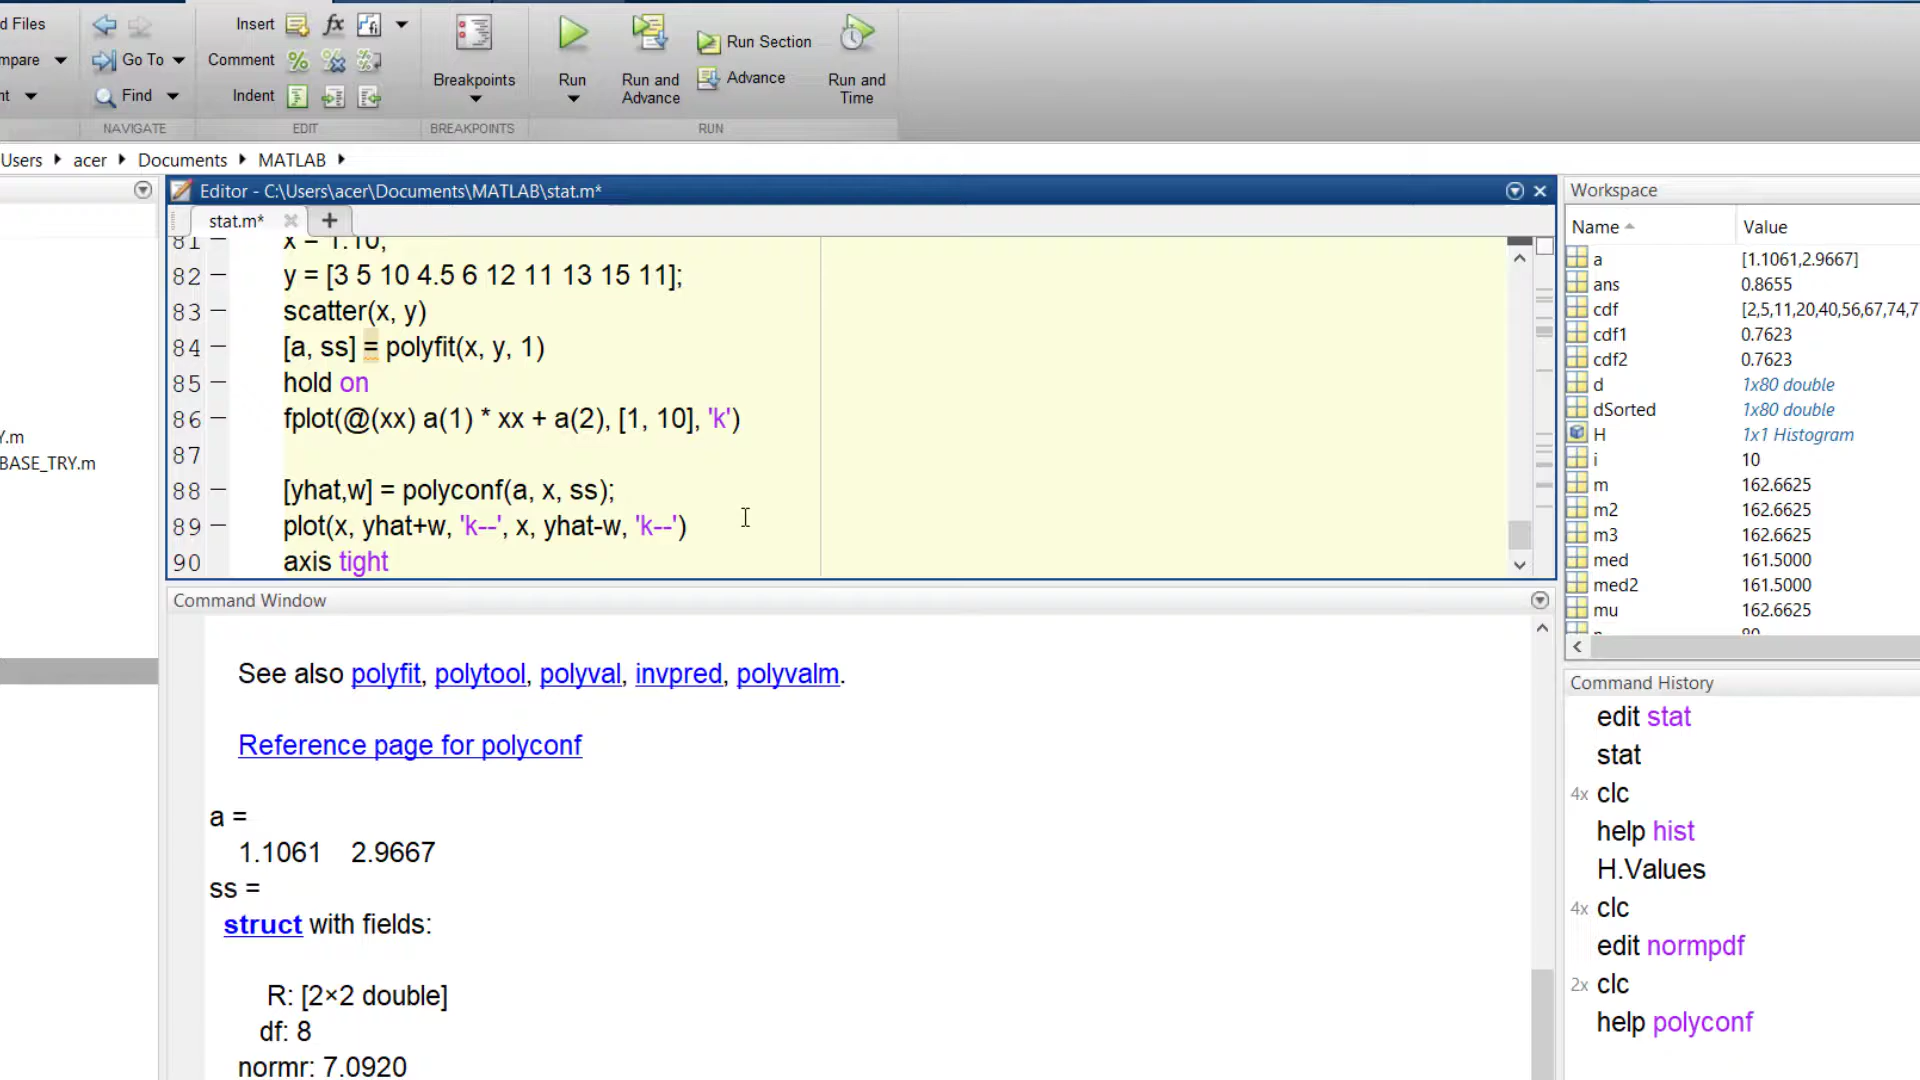 d Files
Insert
fx
mpare
Go To
Comment
Run Section
nt
Find
Indent
Breakpoints
Run
Run and
Advance
Advance
Run and
Time
NAVIGATE
EDIT
BREAKPOINTS
RUN
Users
acer
Documents
MATLAB
Editor - C:\Users\acer\Documents\MATLAB\stat.m*
stat.m*
Y.m
BASE_TRY.m
81 x = 1:10;
82 y = [3 5 10 4.5 6 12 11 13 15 11];
83 scatter(x, y)
84 [a, ss] = polyfit(x, y, 1)
85 hold on
86 fplot(@(xx) a(1) * xx + a(2), [1, 10], 'k')
87
88 [yhat,w] = polyconf(a, x, ss);
89 plot(x, yhat+w, 'k--', x, yhat-w, 'k--')
90 axis tight
Command Window
See also polyfit, polytool, polyval, invpred, polyvalm.
Reference page for polyconf
a =
1.1061 2.9667
ss =
struct with fields:
R: [2×2 double]
df: 8
normr: 7.0920
Workspace
Name Value
a [1.1061,2.9667]
ans 0.8655
cdf [2,5,11,20,40,56,67,74,7
cdf1 0.7623
cdf2 0.7623
d 1x80 double
dSorted 1x80 double
H 1x1 Histogram
i 10
m 162.6625
m2 162.6625
m3 162.6625
med 161.5000
med2 161.5000
mu 162.6625
n 80
Command History
edit stat
stat
4x clc
help hist
H.Values
4x clc
edit normpdf
2x clc
help polyconf